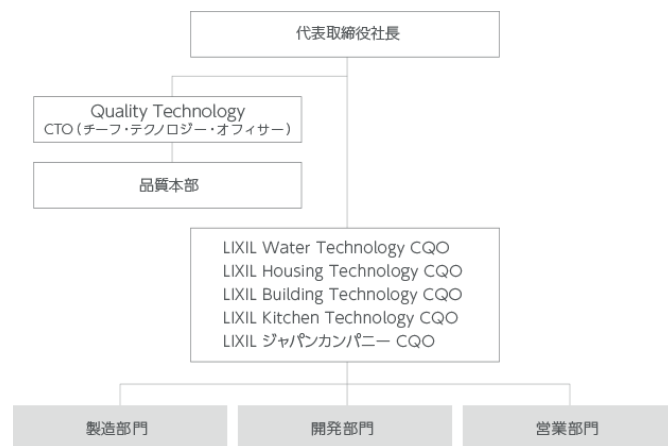 代表取締役社長
Quality Technology
CTO（チーフ・テクノロジー・オフィサー）
品質本部
LIXIL Water Technology CQO
LIXIL Housing Technology CQO
LIXIL Building Technology CQO
LIXIL Kitchen Technology CQO
LIXIL ジャパンカンパニー CQO
製造部門
開発部門
営業部門